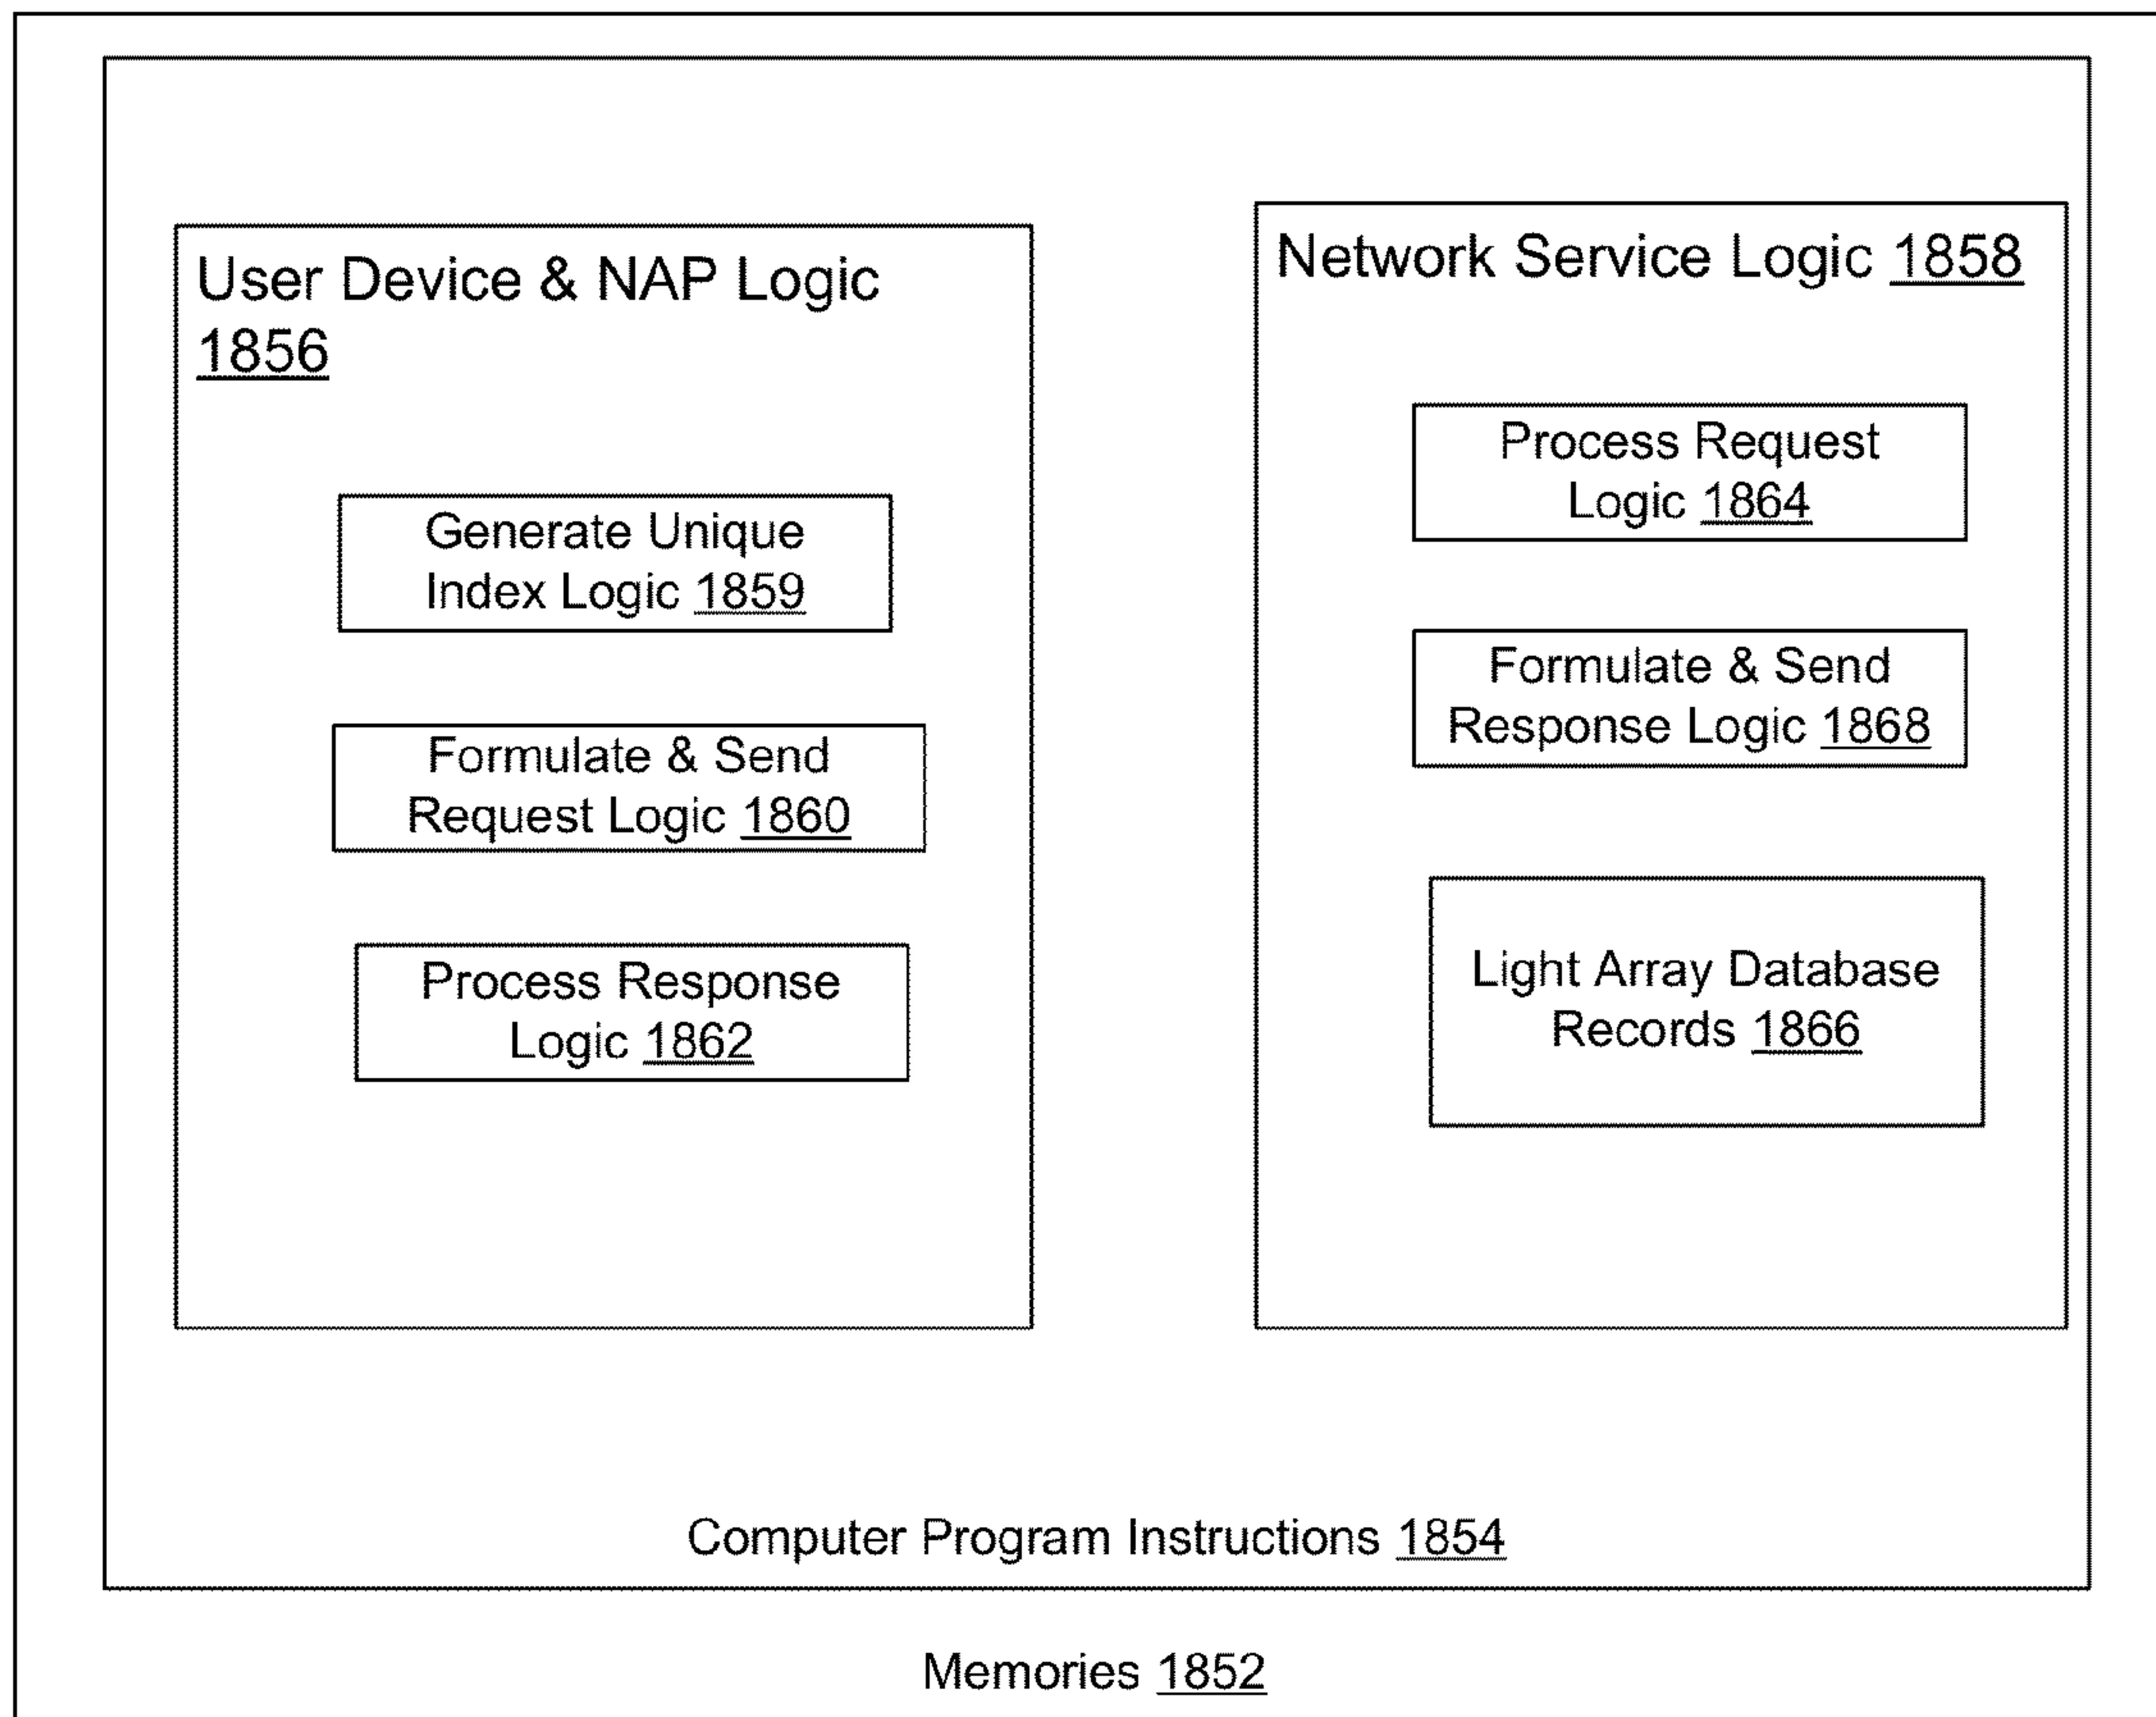 User Device & NAP Logic
1856
Generate Unique
Index Logic 1859
Formulate & Send
Request Logic 1860
Process Response
Logic 1862
Network Service Logic 1858
Process Request
Logic 1864
Formulate & Send
Response Logic 1868
Light Array Database
Records 1866
Computer Program Instructions 1854
Memories 1852